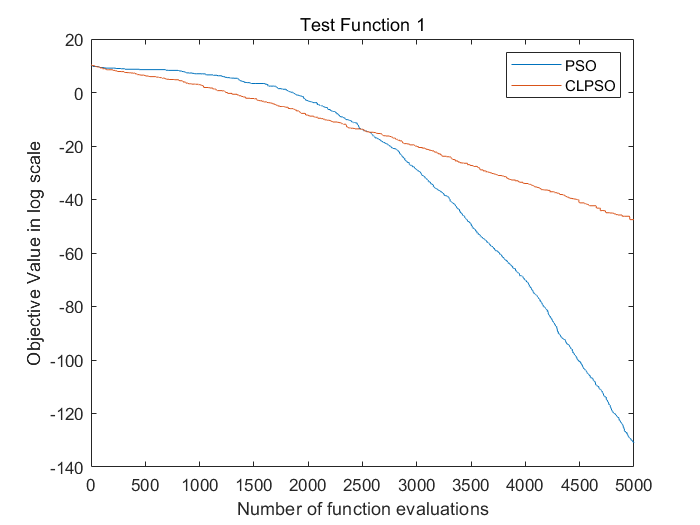 Test Function 1
PSO
CLPSO
Objective Value in log scale
20
0
-20
-40
-60
-80
-100
-120
-140
0 500 1000 1500 2000 2500 3000 3500 4000 4500 5000
Number of function evaluations